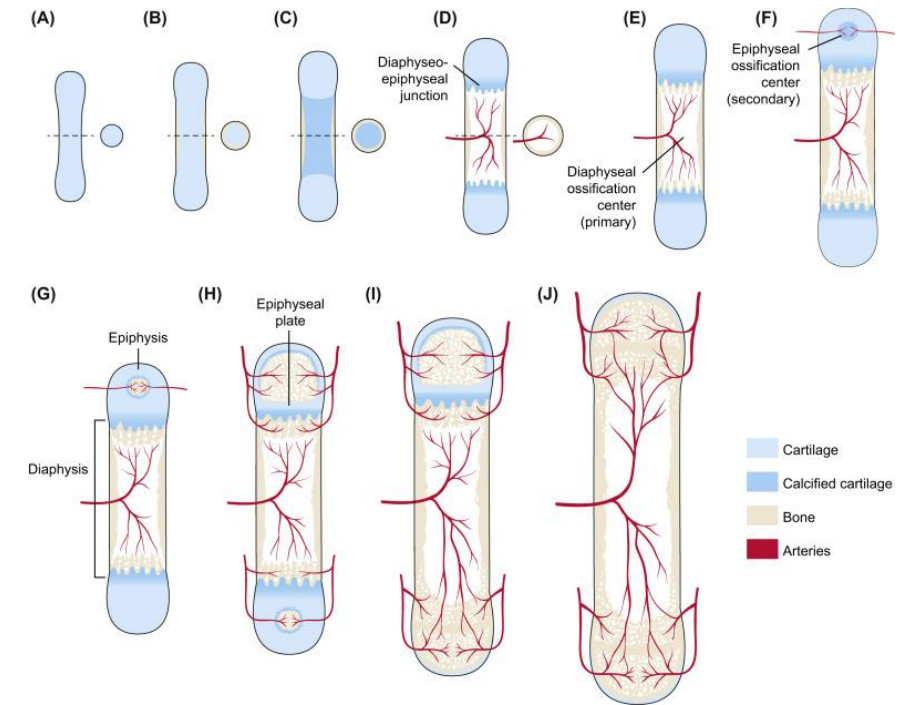 (A)
(B)
(C)
(D)
(E)
(F)
Diaphyseo-
epiphyseal
junction
Diaphyseal
ossification
center
(primary)
Epiphyseal
ossification
center
(secondary)
(G)
(H)
(I)
(J)
Epiphysis
Epiphyseal
plate
Diaphysis
Cartilage
Calcified cartilage
Bone
Arteries